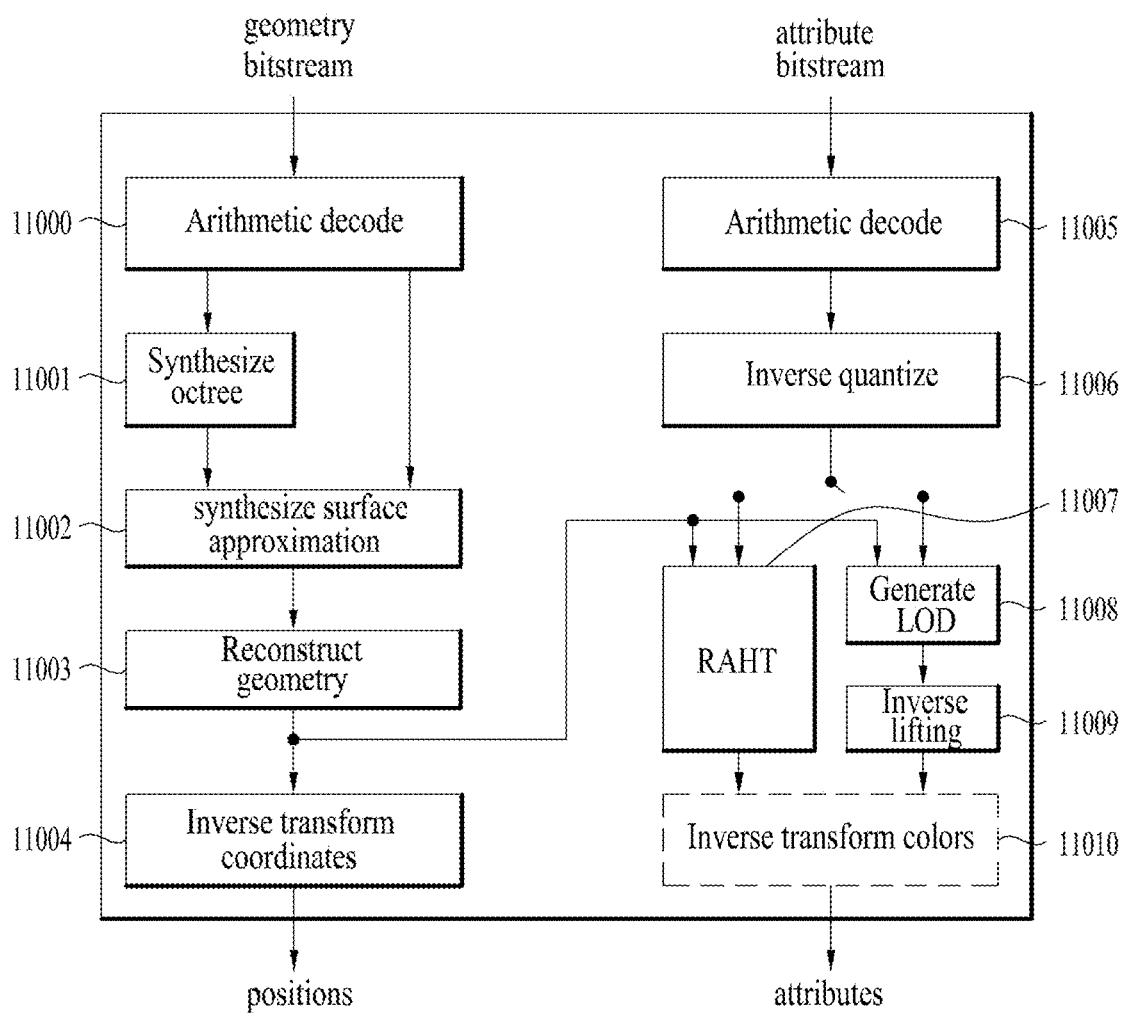 geometry
bitstream
attribute
bitstream
11000
Arithmetic decode
Arithmetic decode
11005
11001
Synthesize
octree
Inverse quantize
11006
11002
synthesize surface
approximation
11007
11003
Reconstruct
geometry
RAHT
Generate
LOD
11008
Inverse
lifting
11009
11004
Inverse transform
coordinates
Inverse transform colors
11010
positions
attributes